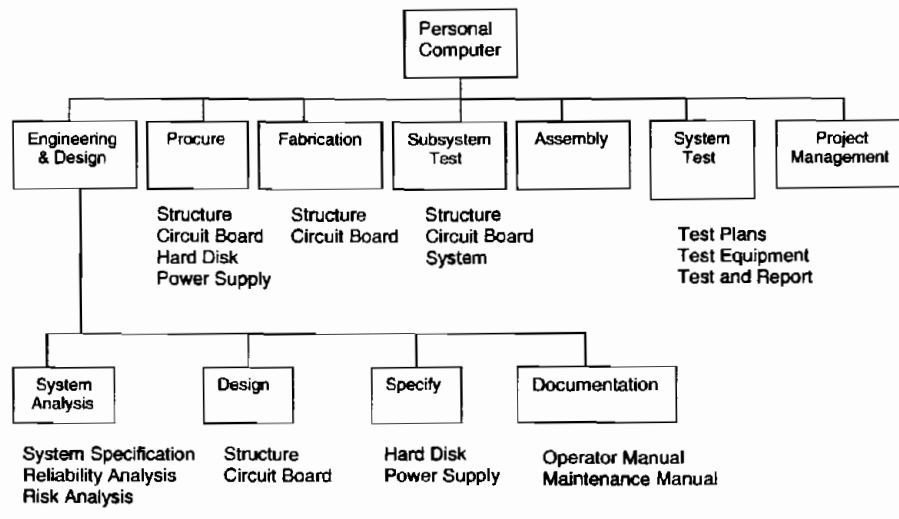 Personal
Computer
Engineering
& Design
Procure
Fabrication
Subsystem
Test
Assembly
System
Test
Project
Management
Structure
Circuit Board
Hard Disk
Power Supply
Structure
Circuit Board
Structure
Circuit Board
System
Test Plans
Test Equipment
Test and Report
System
Analysis
Design
Specify
Documentation
System Specification
Reliability Analysis
Risk Analysis
Structure
Circuit Board
Hard Disk
Power Supply
Operator Manual
Maintenance Manual